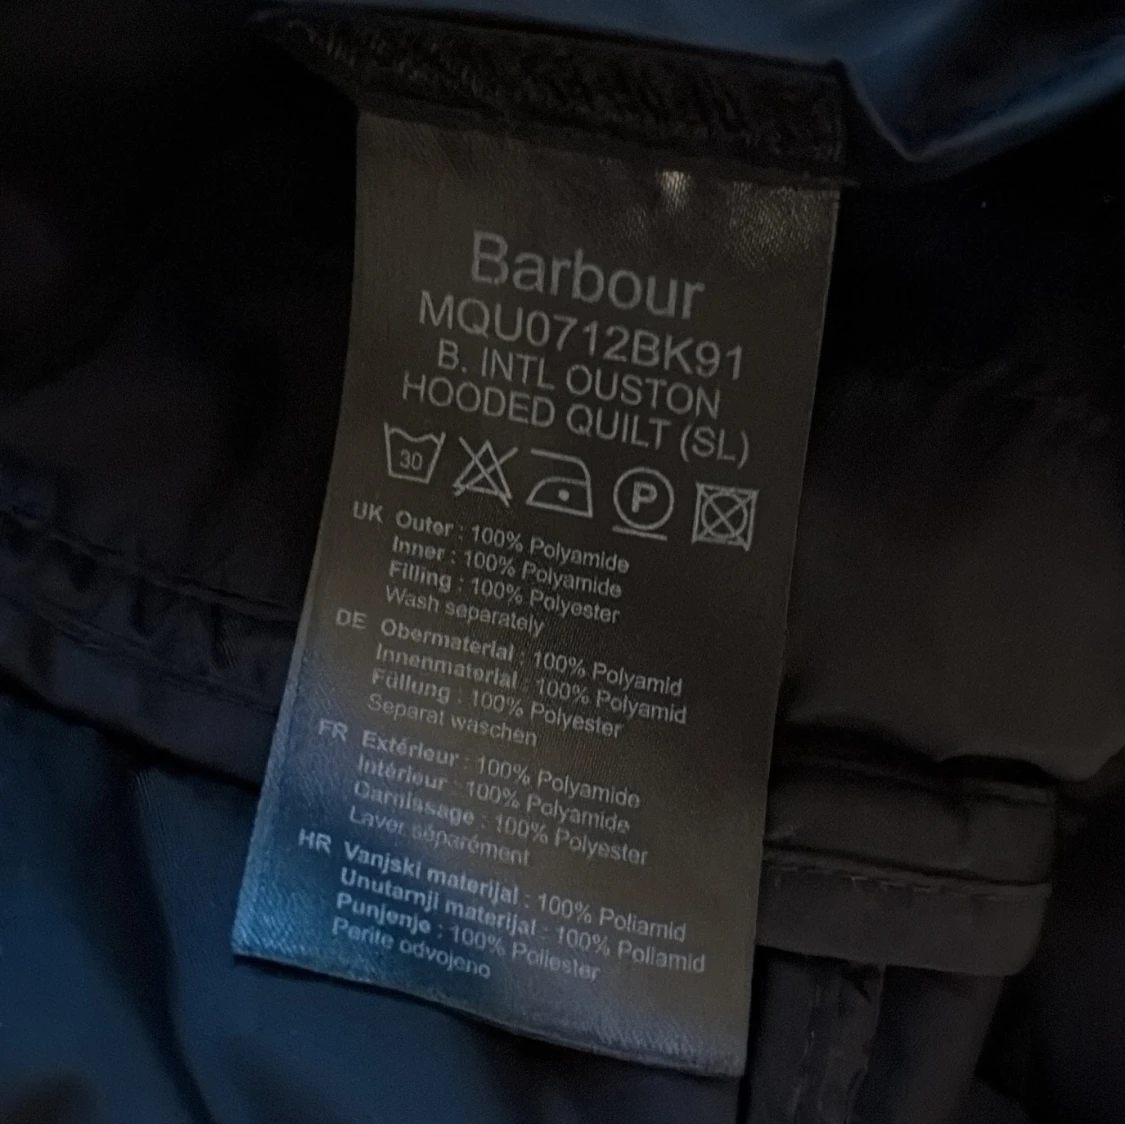 Barbour
MQU0712BK91
B. INTL OUSTON
HOODED QUILT (SL)
30 P
UK Outer : 100% Polyamide
Inner : 100% Polyamide
Filling : 100% Polyester
Wash separately
DE Obermaterial : 100% Polyamid
Innenmaterial : 100% Polyamid
Füllung : 100% Polyester
Separat waschen
FR Extérieur : 100% Polyamide
Intérieur : 100% Polyamide
Garnissage : 100% Polyester
Laver séparément
HR Vanjski materijal : 100% Poliamid
Unutarnji materijal : 100% Poliamid
Punjenje : 100% Poliester
Perite odvojeno